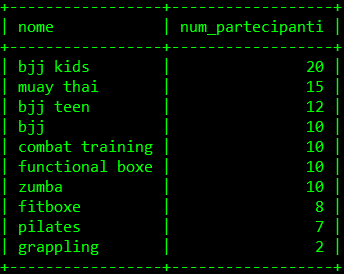 +-----------------+------------------+
| nome            | num_partecipanti |
+-----------------+------------------+
| bjj kids        |               20 |
| muay thai       |               15 |
| bjj teen        |               12 |
| bjj             |               10 |
| combat training |               10 |
| functional boxe |               10 |
| zumba           |               10 |
| fitboxe         |                8 |
| pilates         |                7 |
| grappling       |                2 |
+-----------------+------------------+